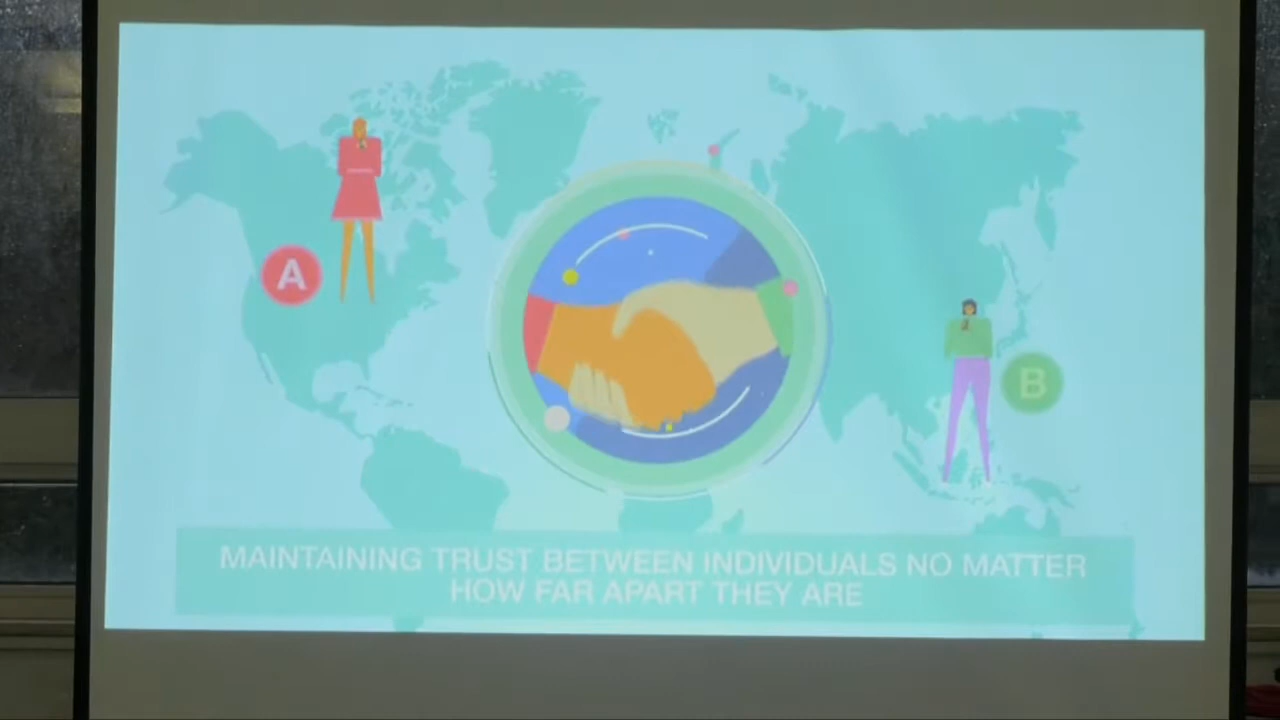 A
B
MAINTAINING TRUST BETWEEN INDIVIDUALS NO MATTER
HOW FAR APART THEY ARE